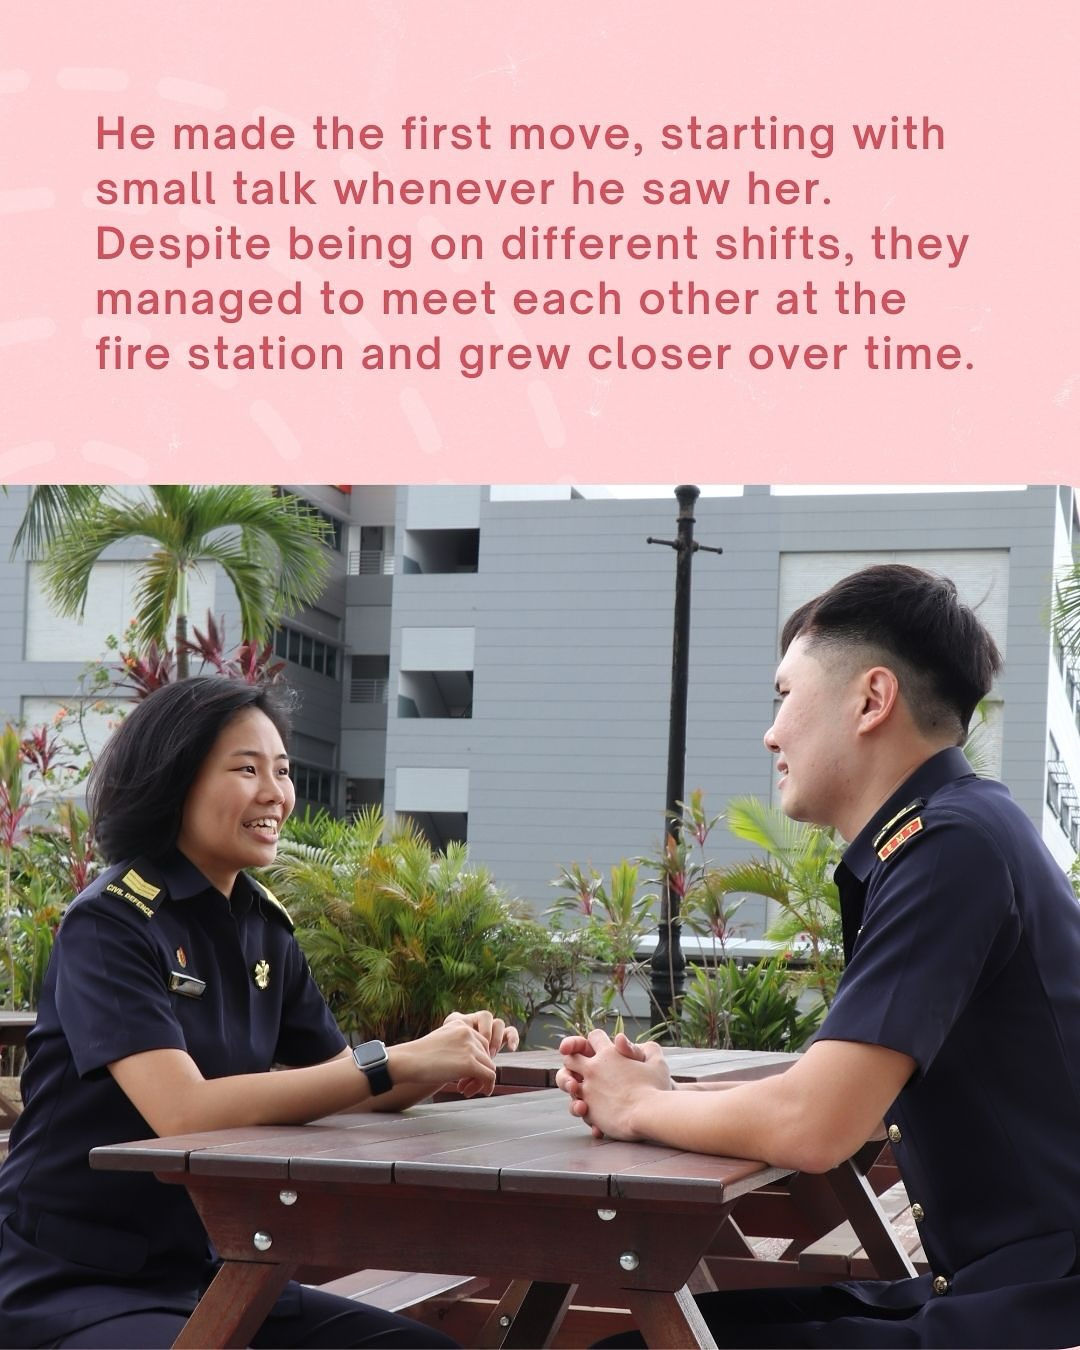 He made the first move, starting with
small talk whenever he saw her.
Despite being on different shifts, they
managed to meet each other at the
fire station and grew closer over time.
CIVIL DEFENCE
EMT